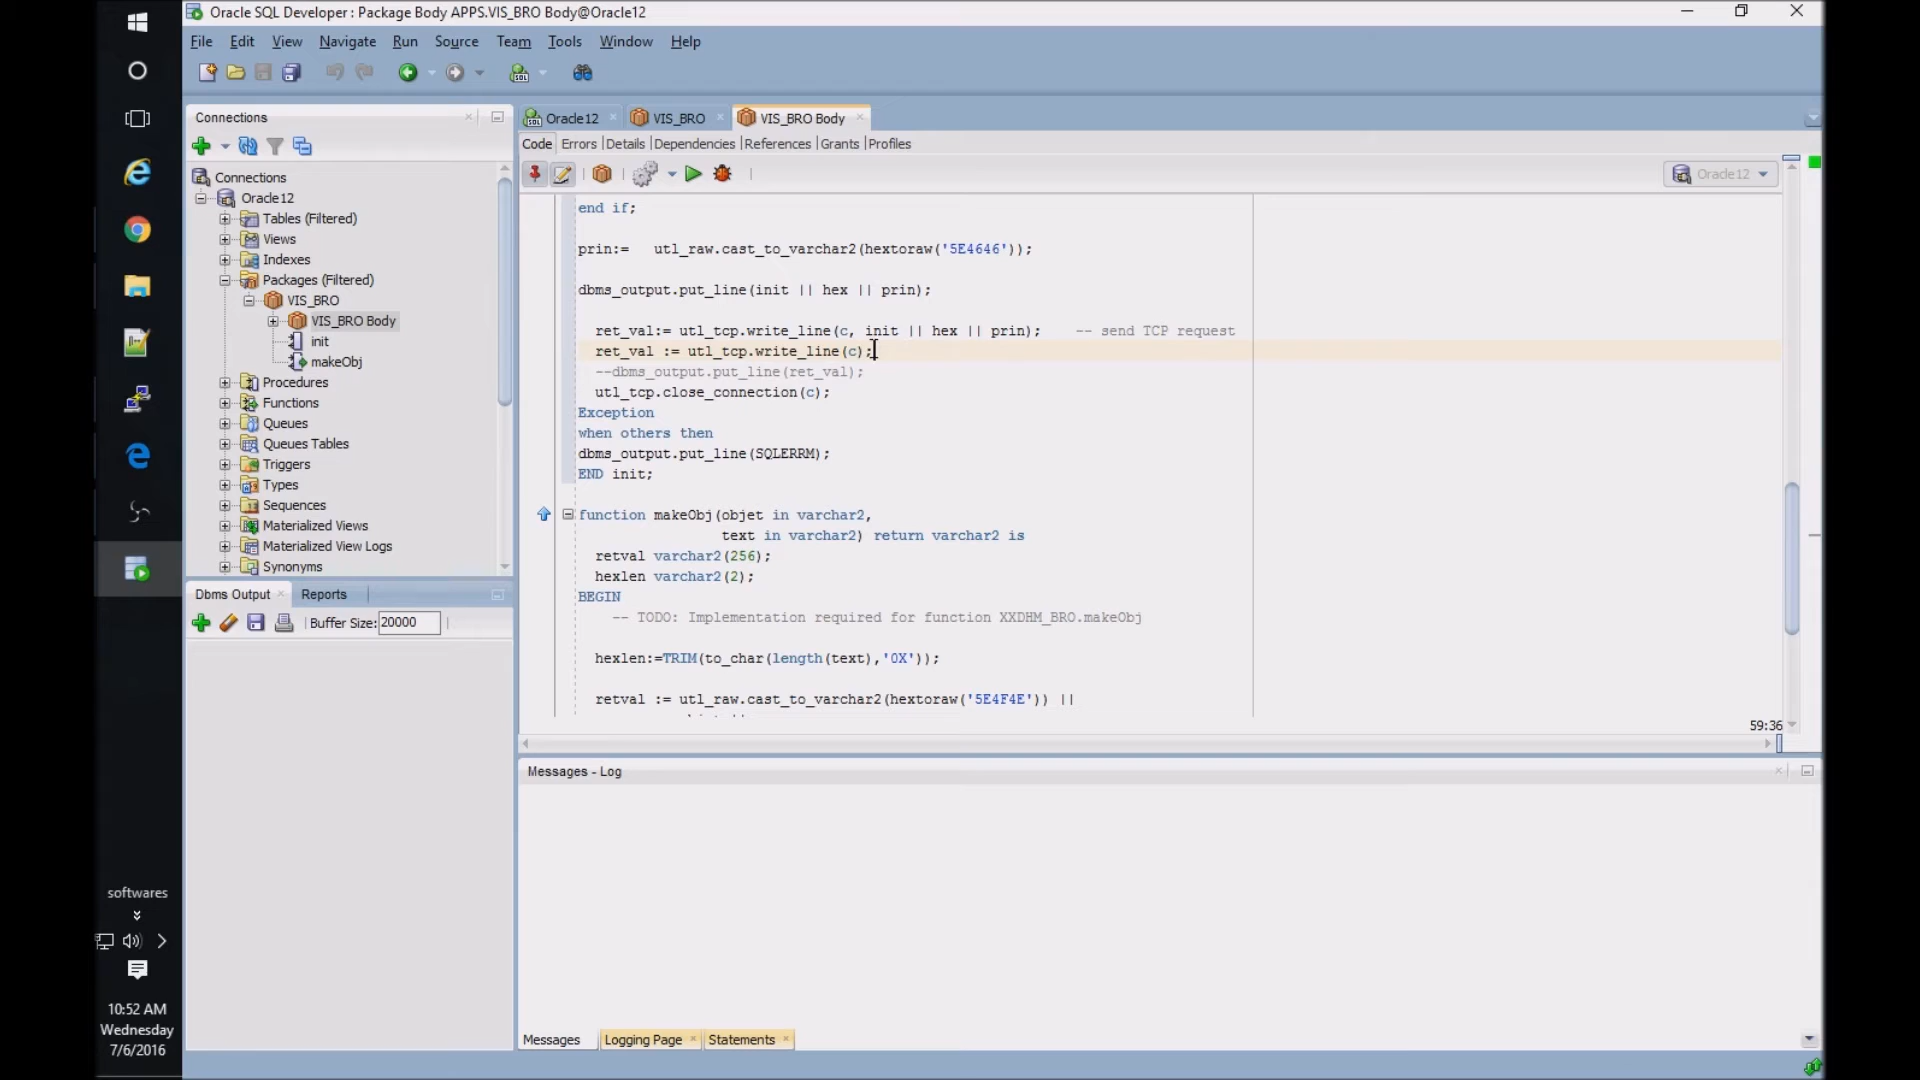 Oracle SQL Developer : Package Body APPS.VIS_BRO Body@Oracle12
File Edit View Navigate Run Source Team Tools Window Help
Connections
Connections
Oracle12
Tables (Filtered)
Views
Indexes
Packages (Filtered)
VIS_BRO
VIS_BRO Body
init
makeObj
Procedures
Functions
Queues
Queues Tables
Triggers
Types
Sequences
Materialized Views
Materialized View Logs
Synonyms
Dbms Output
Reports
Buffer Size: 20000
Oracle12
VIS_BRO
VIS_BRO Body
Code Errors |Details |Dependencies |References |Grants |Profiles
Oracle12
end if;
prin:= utl_raw.cast_to_varchar2(hextoraw('5E4646'));
dbms_output.put_line(init || hex || prin);
ret_val:= utl_tcp.write_line(c, init || hex || prin); -- send TCP request
ret_val := utl_tcp.write_line(c);
--dbms_output.put_line(ret_val);
utl_tcp.close_connection(c);
Exception
when others then
dbms_output.put_line(SQLERRM);
END init;
function makeObj(objet in varchar2,
text in varchar2) return varchar2 is
retval varchar2(256);
hexlen varchar2(2);
BEGIN
-- TODO: Implementation required for function XXDHM_BRO.makeObj
hexlen:=TRIM(to_char(length(text),'0X'));
retval := utl_raw.cast_to_varchar2(hextoraw('5E4F4E')) ||
59:36
Messages - Log
Messages
Logging Page
Statements
softwares
10:52 AM
Wednesday
7/6/2016